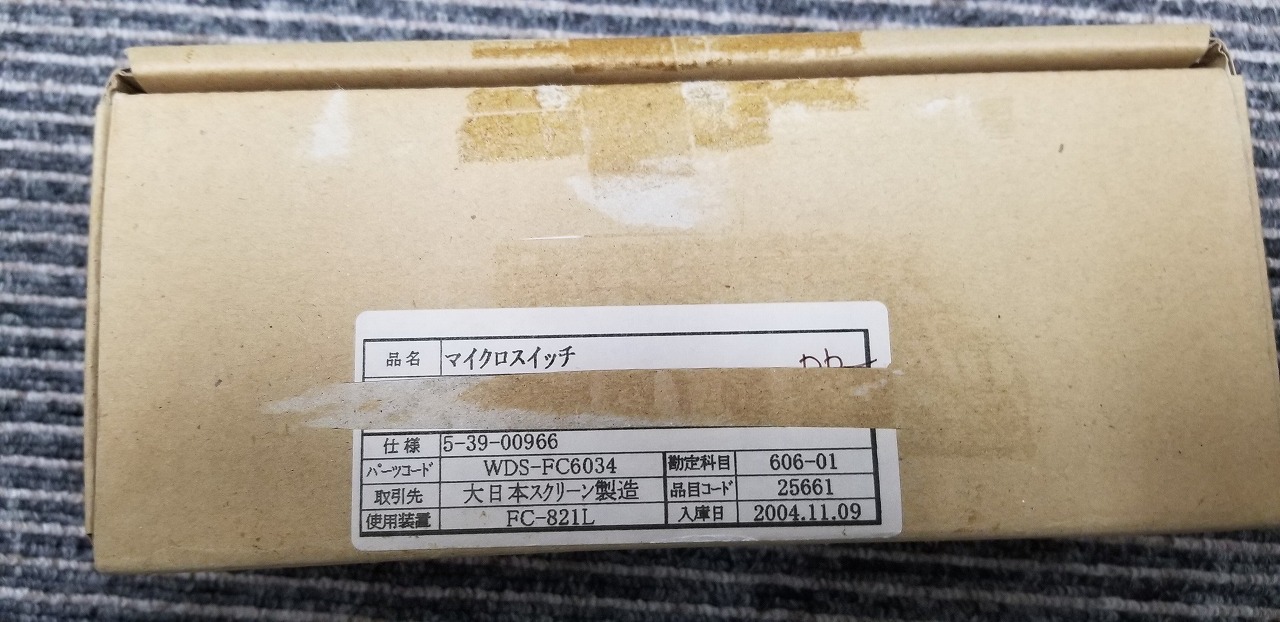 品名 マイクロスイッチ
仕様 5-39-00966
パーツコード WDS-FC6034 勘定科目 606-01
取引先 大日本スクリーン製造 品目コード 25661
使用装置 FC-821L 入庫日 2004.11.09